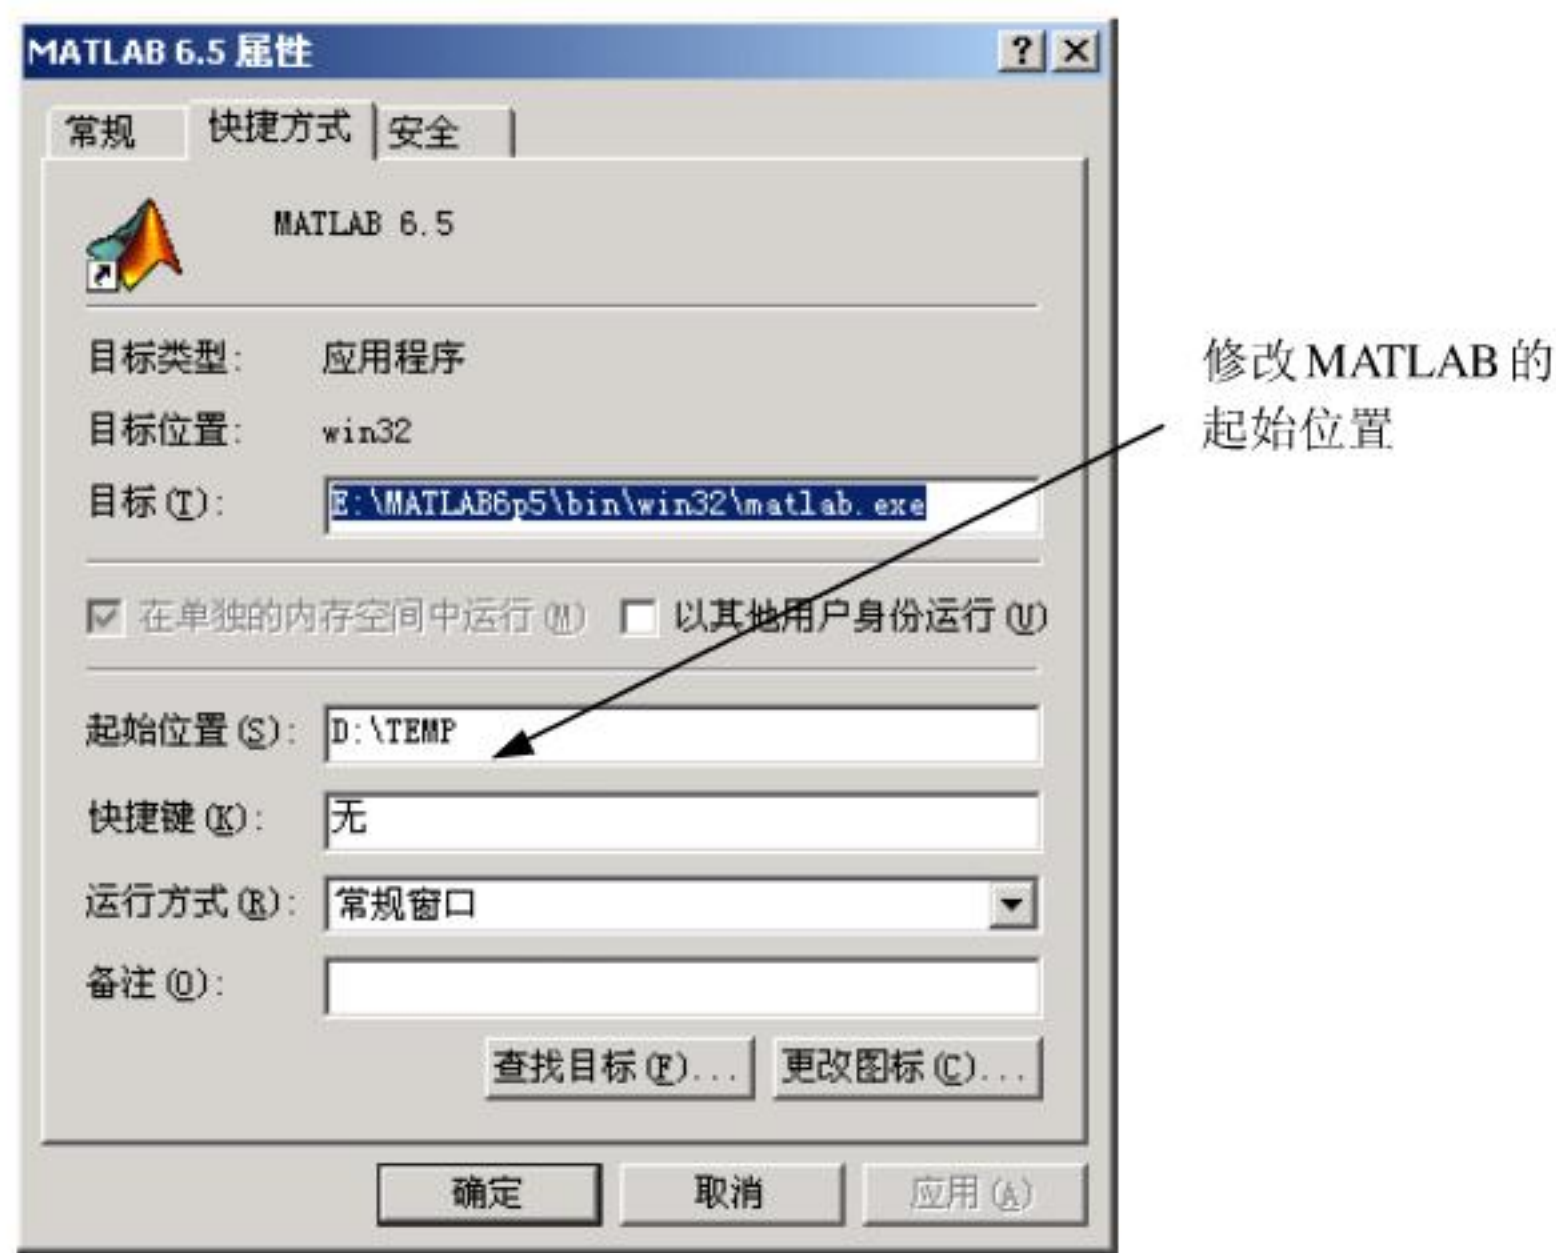 MATLAB 6.5 属性
常规 快捷方式 安全
MATLAB 6.5
目标类型: 应用程序
目标位置: win32
目标(T): E:\MATLAB6p5\bin\win32\matlab.exe
在单独的内存空间中运行(M) 以其他用户身份运行(U)
起始位置(S): D:\TEMP
快捷键(K): 无
运行方式(R): 常规窗口
备注(O):
查找目标(F)... 更改图标(C)...
确定 取消 应用(A)
修改MATLAB的
起始位置